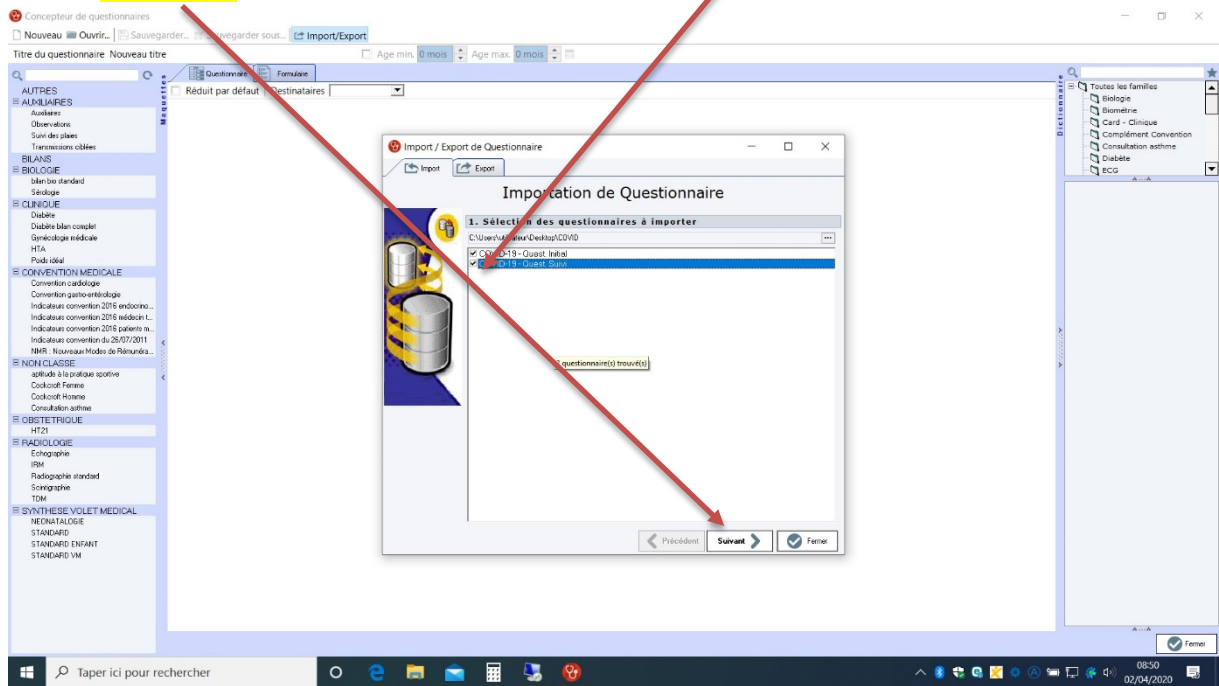 Concepteur de questionnaires
Nouveau Ouvrir... Sauvegarder... Sauvegarder sous... Import/Export
Titre du questionnaire Nouveau titre Age min. 0 mois Age max. 0 mois
Questionnaire Formulaire
Réduit par défaut Destinataires
Maquettes
AUTRES
AUXILIAIRES
Auxiliaires
Observations
Suivi des plaies
Transmissions ciblées
BILANS
BIOLOGIE
bilan bio standard
Sérologie
CLINIQUE
Diabète
Diabète bilan complet
Gynécologie médicale
HTA
Poids idéal
CONVENTION MEDICALE
Convention cardiologie
Convention gastro-entérologie
Indicateurs convention 2016 endocrino...
Indicateurs convention 2016 médecin t...
Indicateurs convention 2016 patients m...
Indicateurs convention du 26/07/2011
NMR : Nouveaux Modes de Rémunéra...
NON CLASSE
aptitude à la pratique sportive
Cockcroft Femme
Cockcroft Homme
Consultation asthme
OBSTETRIQUE
HT21
RADIOLOGIE
Echographie
IRM
Radiographie standard
Scintigraphie
TDM
SYNTHESE VOLET MEDICAL
NEONATALOGIE
STANDARD
STANDARD ENFANT
STANDARD VM
Import / Export de Questionnaire
Import Export
Importation de Questionnaire
1. Sélection des questionnaires à importer
C:\Users\utilisateur\Desktop\COVID
COVID-19 - Quest. Initial
COVID-19 - Quest. Suivi
questionnaire(s) trouvé(s)
Précédent Suivant Fermer
Dictionnaire
Toutes les familles
Biologie
Biométrie
Card - Clinique
Complément Convention
Consultation asthme
Diabète
ECG
Fermer
Taper ici pour rechercher
08:50
02/04/2020